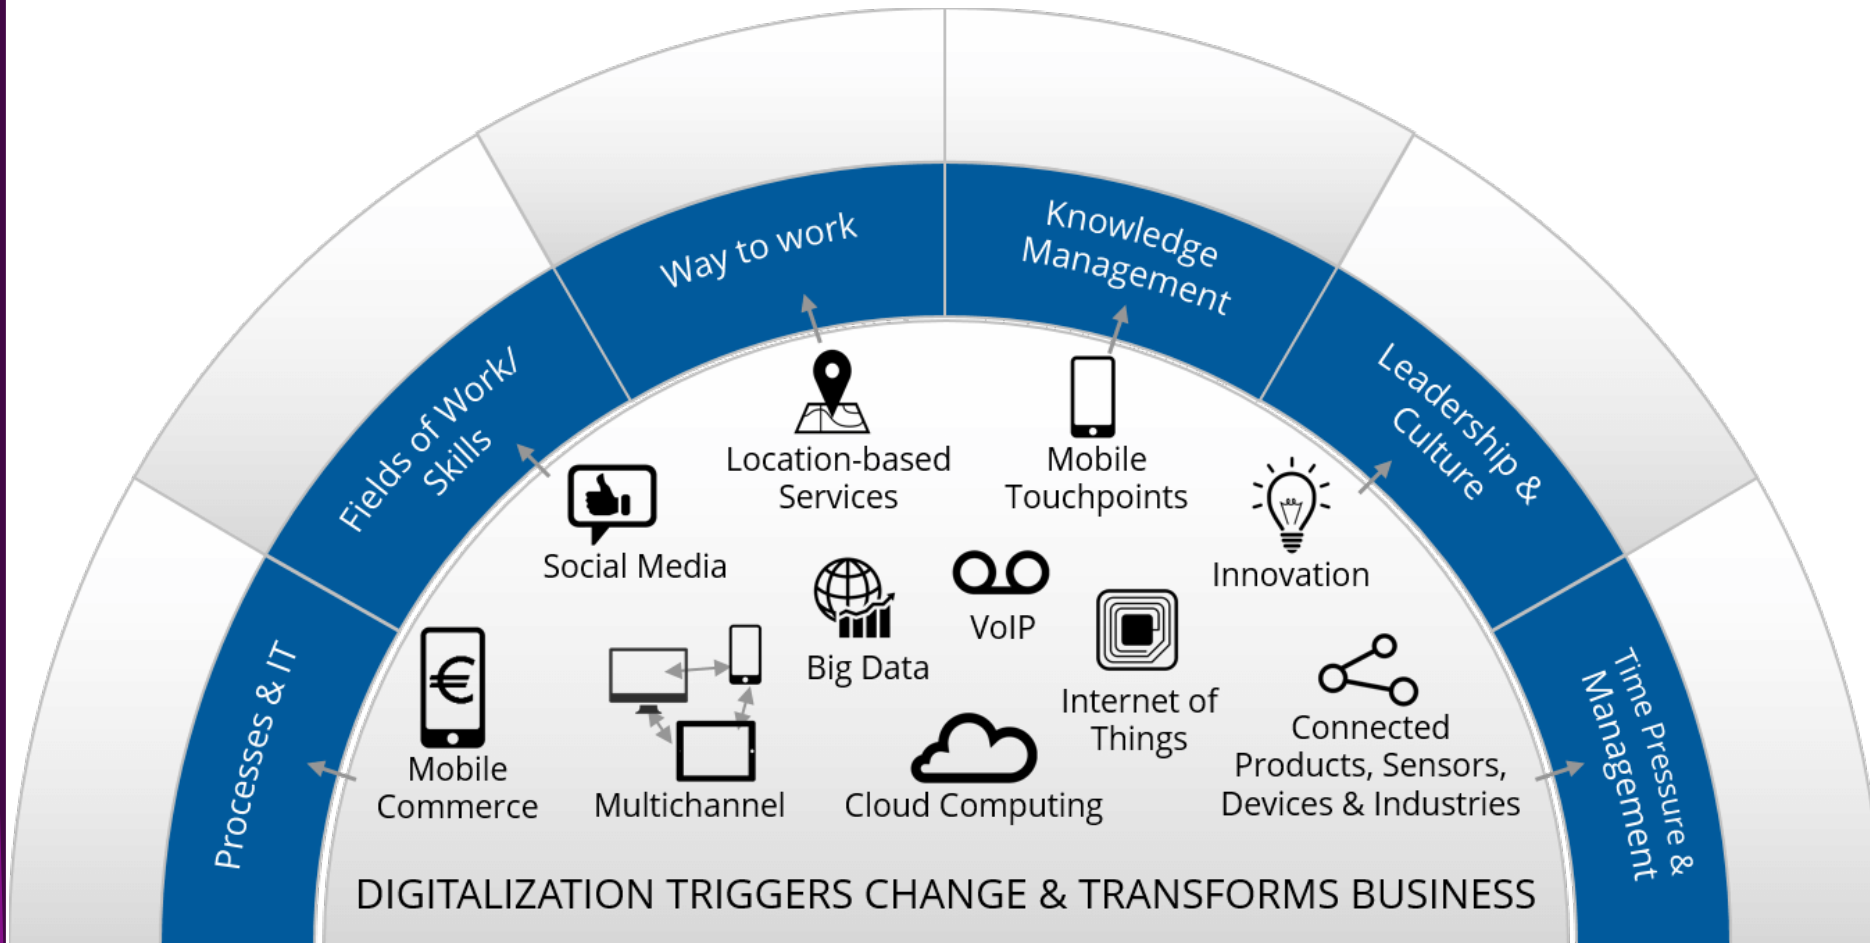 Way to work
Knowledge
Management
Fields of Work/
Skills
Leadership &
Culture
Processes & IT
Time Pressure &
Management
Location-based
Services
Mobile
Touchpoints
Social Media
Innovation
Big Data
VoIP
Internet of
Things
€
Mobile
Commerce
Multichannel
Cloud Computing
Connected
Products, Sensors,
Devices & Industries
DIGITALIZATION TRIGGERS CHANGE & TRANSFORMS BUSINESS